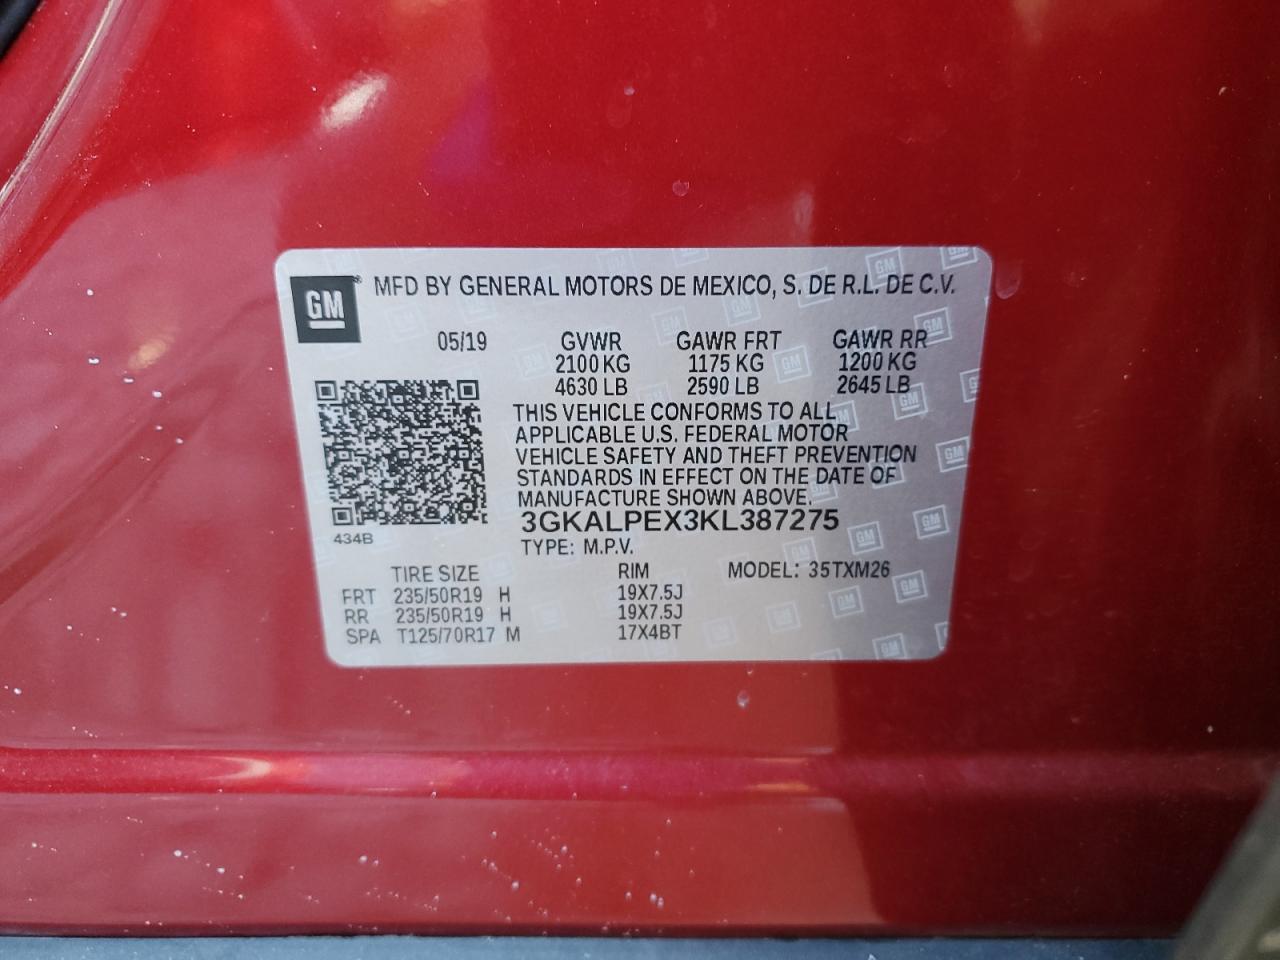 GM ® MFD BY GENERAL MOTORS DE MEXICO, S. DE R.L. DE C.V.
05/19 GVWR GAWR FRT GAWR RR
2100 KG 1175 KG 1200 KG
4630 LB 2590 LB 2645 LB
THIS VEHICLE CONFORMS TO ALL
APPLICABLE U.S. FEDERAL MOTOR
VEHICLE SAFETY AND THEFT PREVENTION
STANDARDS IN EFFECT ON THE DATE OF
MANUFACTURE SHOWN ABOVE.
3GKALPEX3KL387275
434B
TYPE: M.P.V.
TIRE SIZE RIM MODEL: 35TXM26
FRT 235/50R19 H 19X7.5J
RR 235/50R19 H 19X7.5J
SPA T125/70R17 M 17X4BT